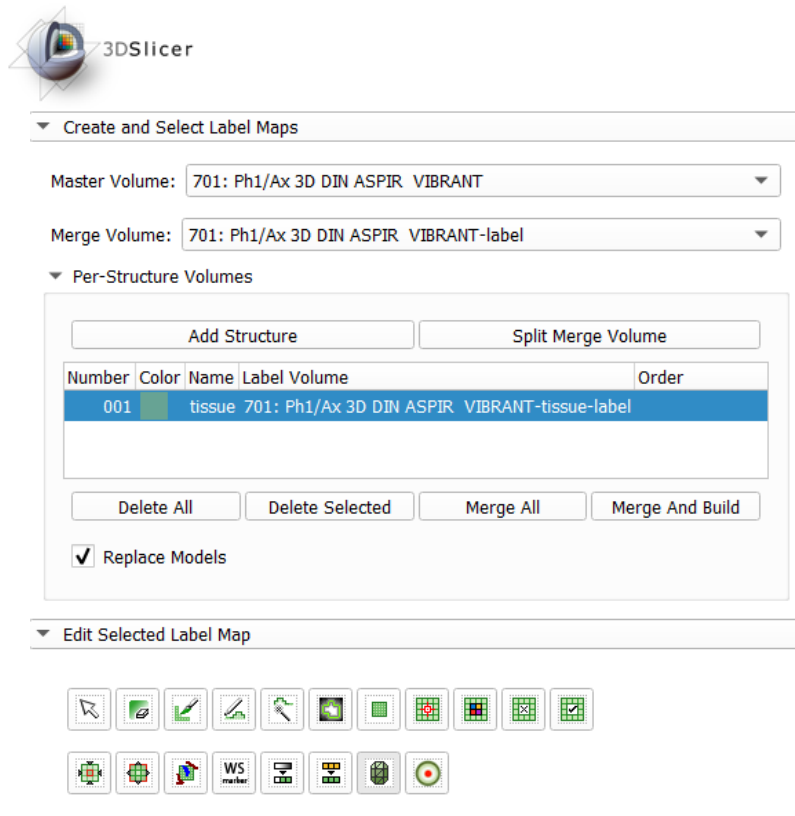 3DSlicer
Create and Select Label Maps
Master Volume: 701: Ph1/Ax 3D DIN ASPIR  VIBRANT
Merge Volume: 701: Ph1/Ax 3D DIN ASPIR  VIBRANT-label
Per-Structure Volumes
Add Structure Split Merge Volume
Number Color Name Label Volume Order
001 tissue 701: Ph1/Ax 3D DIN ASPIR  VIBRANT-tissue-label
Delete All Delete Selected Merge All Merge And Build
Replace Models
Edit Selected Label Map
WS
marker